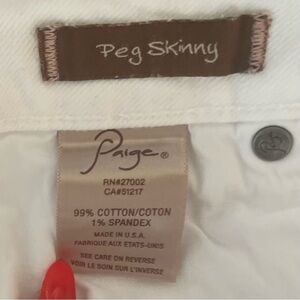 Peg Skinny
Paige®
RN#27002
CA#51217
99% COTTON/COTON
1% SPANDEX
MADE IN U.S.A.
FABRIQUE AUX ETATS-UNIS
SEE CARE ON REVERSE
VOIR LE SOIN SUR L'INVERSE